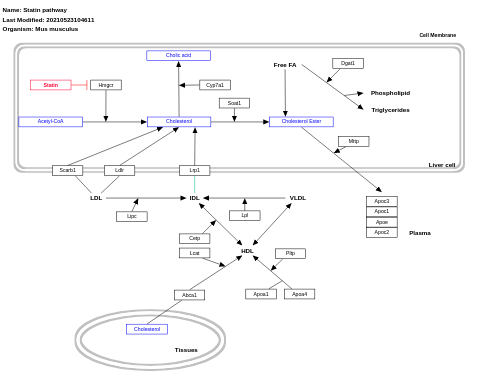 Name: Statin pathway
Last Modified: 20210523104611
Organism: Mus musculus
Cell Membrane
Cholic acid
Free FA
Dgat1
Statin
Hmgcr
Cyp7a1
Phospholipid
Soat1
Triglycerides
Acetyl-CoA
Cholesterol
Cholesterol Ester
Mttp
Liver cell
Scarb1
Ldlr
Lrp1
LDL
IDL
VLDL
Apoc3
Apoc1
Apoe
Apoc2
Lipc
Lpl
Plasma
Cetp
Lcat
HDL
Pltp
Abca1
Apoa1
Apoa4
Cholesterol
Tissues